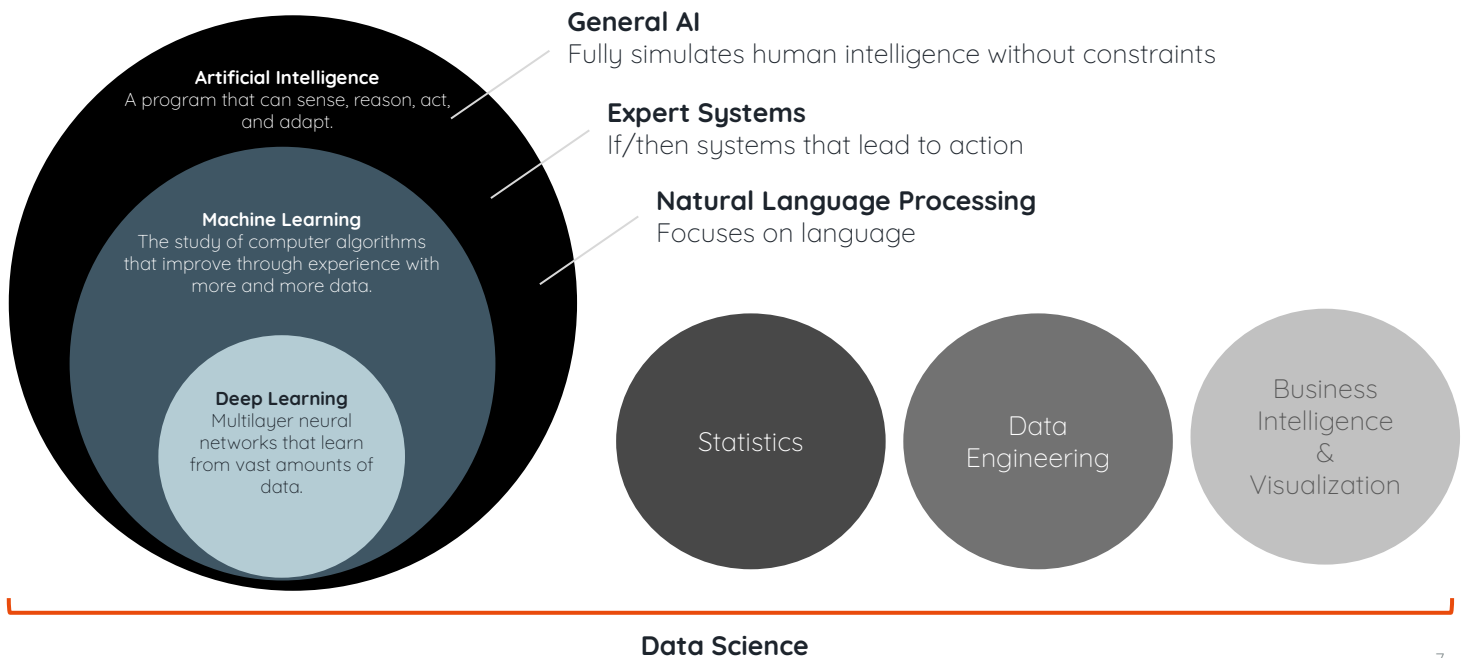 General AI
Fully simulates human intelligence without constraints
Artificial Intelligence
A program that can sense, reason, act,
and adapt.
Expert Systems
If/then systems that lead to action
Natural Language Processing
Focuses on language
Machine Learning
The study of computer algorithms
that improve through experience with
more and more data.
Deep Learning
Multilayer neural
networks that learn
from vast amounts of
data.
Statistics
Data
Engineering
Business
Intelligence
&
Visualization
Data Science
7